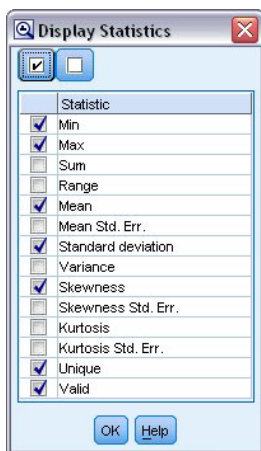 Display Statistics
Statistic
Min
Max
Sum
Range
Mean
Mean Std. Err.
Standard deviation
Variance
Skewness
Skewness Std. Err.
Kurtosis
Kurtosis Std. Err.
Unique
Valid
OK Help